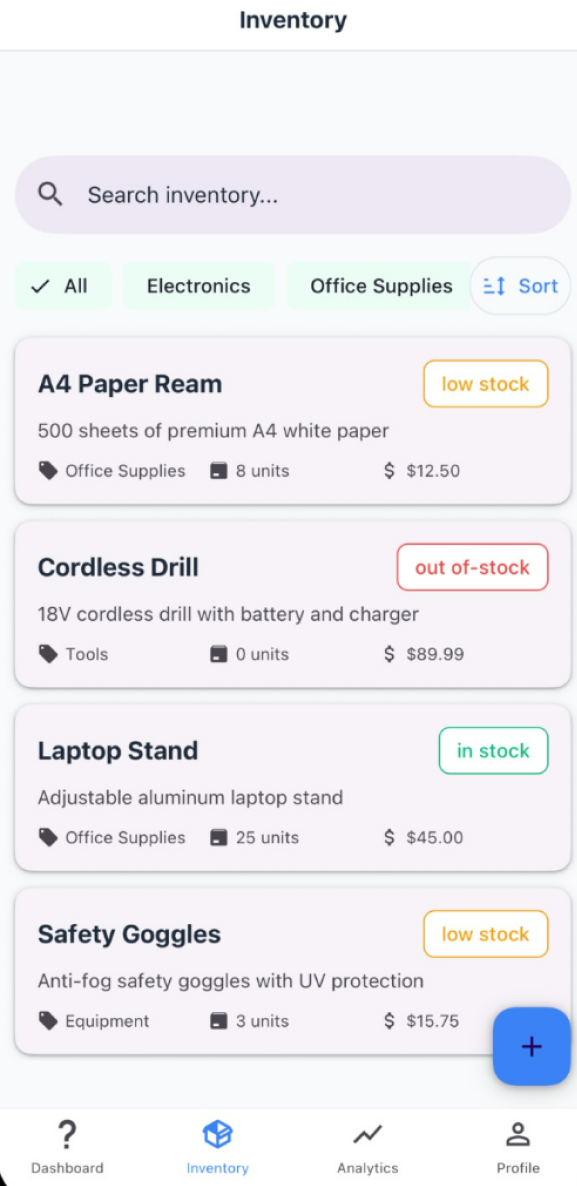 Inventory
Search inventory...
All
Electronics
Office Supplies
Sort
A4 Paper Ream
low stock
500 sheets of premium A4 white paper
Office Supplies
8 units
$ $12.50
Cordless Drill
out of-stock
18V cordless drill with battery and charger
Tools
0 units
$ $89.99
Laptop Stand
in stock
Adjustable aluminum laptop stand
Office Supplies
25 units
$ $45.00
Safety Goggles
low stock
Anti-fog safety goggles with UV protection
Equipment
3 units
$ $15.75
+
?
Dashboard
Inventory
Analytics
Profile